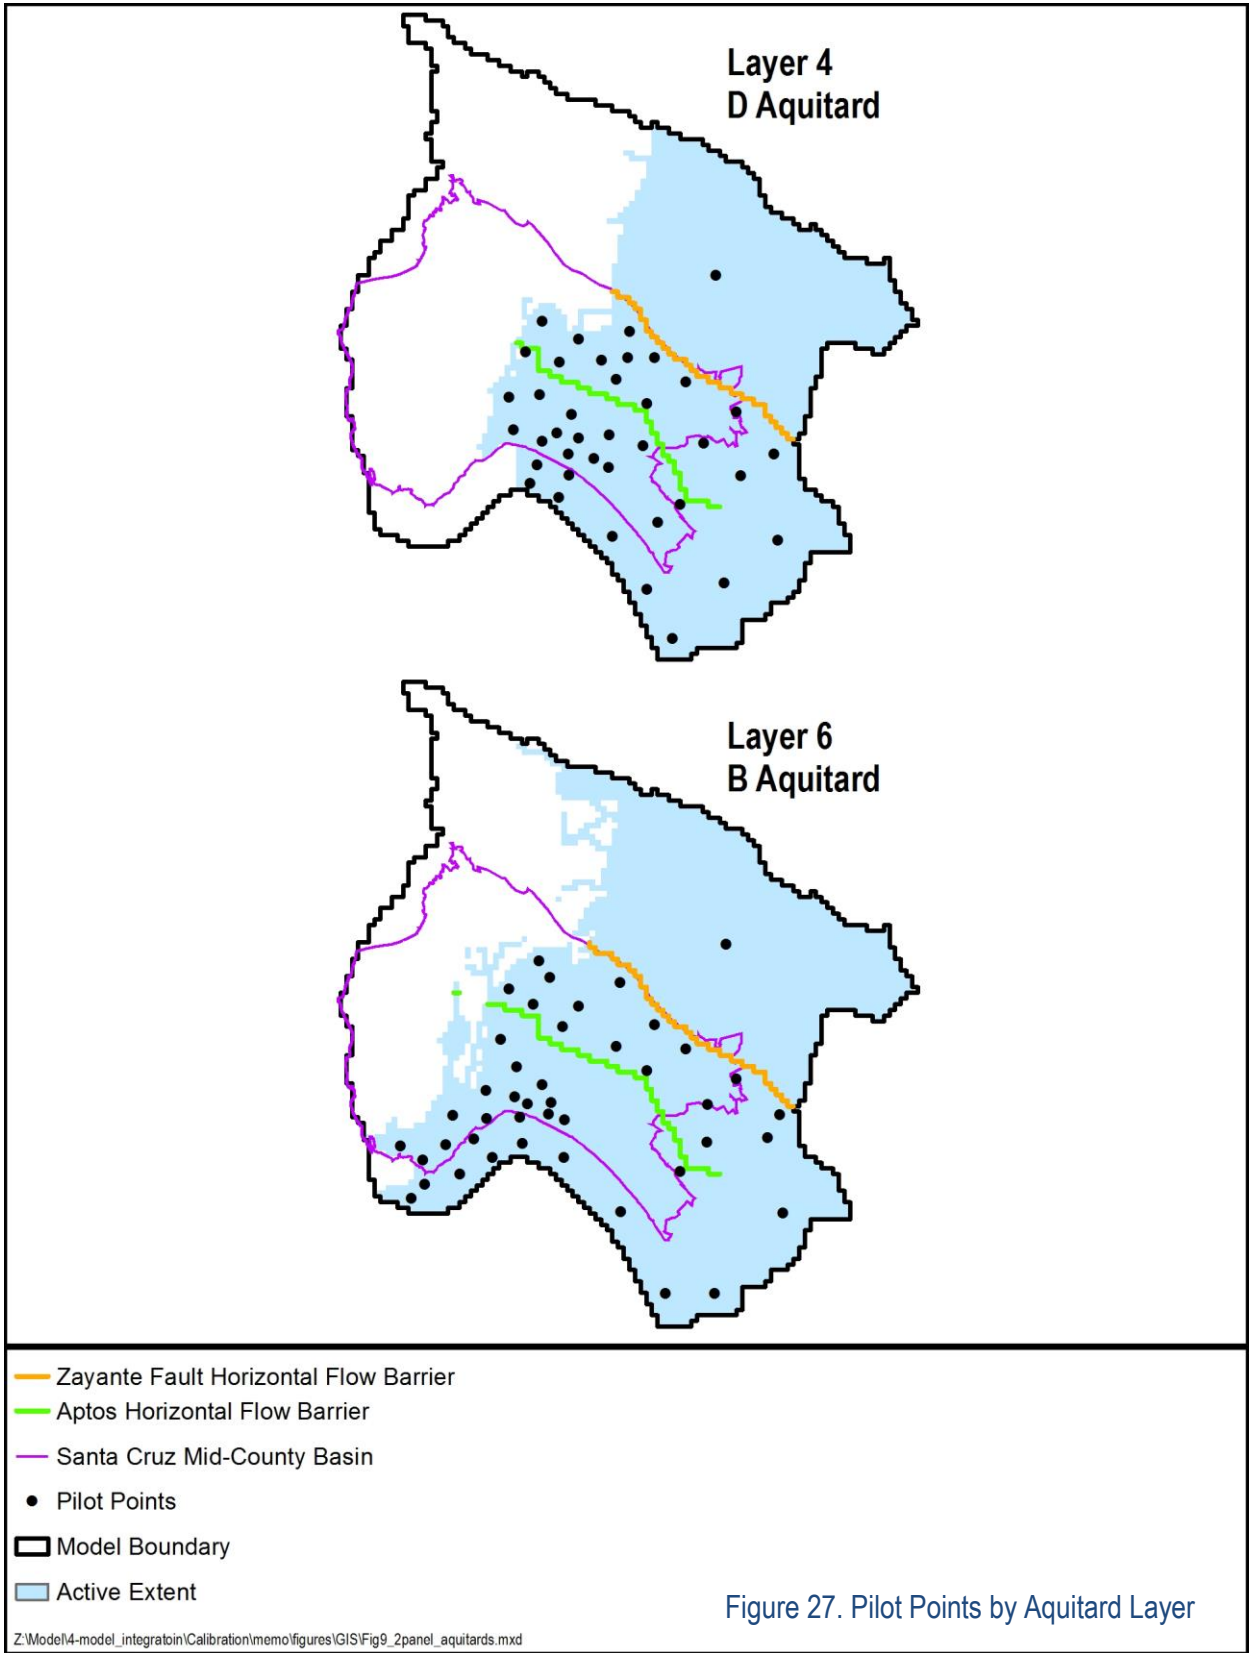 Layer 4
D Aquitard
Layer 6
B Aquitard
Zayante Fault Horizontal Flow Barrier
Aptos Horizontal Flow Barrier
Santa Cruz Mid-County Basin
Pilot Points
Model Boundary
Active Extent
Figure 27. Pilot Points by Aquitard Layer
Z:\Model\4-model_integratoin\Calibration\memo\figures\GIS\Fig9_2panel_aquitards.mxd